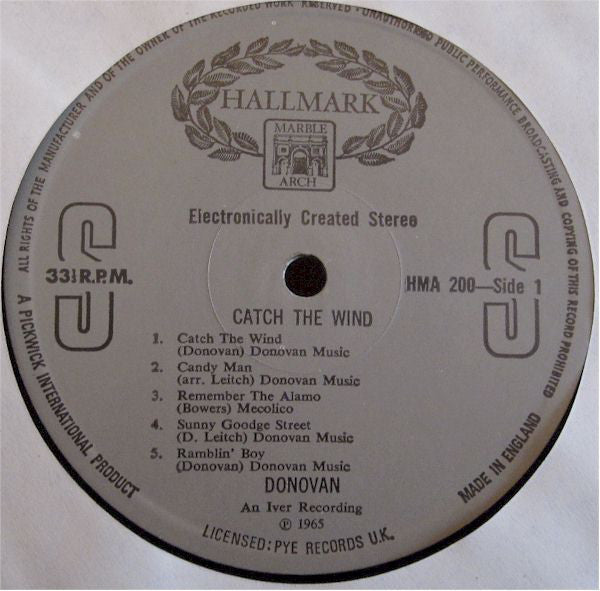 ALL RIGHTS OF THE MANUFACTURER AND OF THE OWNER OF THE RECORDED WORK RESERVED · UNAUTHORISED PUBLIC PERFORMANCE BROADCASTING AND COPYING OF THIS RECORD PROHIBITED
HALLMARK
MARBLE
ARCH
Electronically Created Stereo
33⅓ R.P.M.
HMA 200—Side 1
CATCH THE WIND
1. Catch The Wind
(Donovan) Donovan Music
2. Candy Man
(arr. Leitch) Donovan Music
3. Remember The Alamo
(Bowers) Mecolico
4. Sunny Goodge Street
(D. Leitch) Donovan Music
5. Ramblin' Boy
(Donovan) Donovan Music
DONOVAN
An Iver Recording
℗ 1965
A PICKWICK INTERNATIONAL PRODUCT
LICENSED: PYE RECORDS U.K.
MADE IN ENGLAND